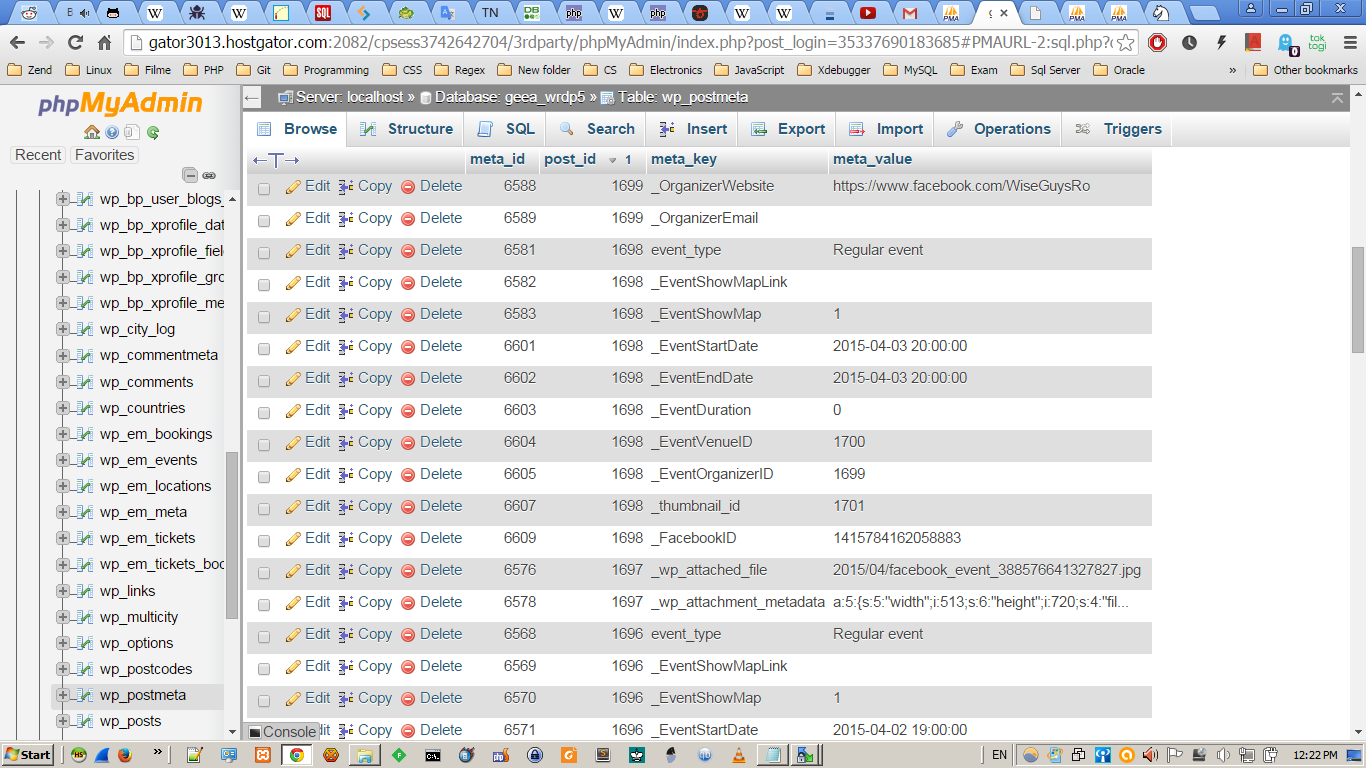 TN
SQL
DB
php
php
PMA
PMA
PMA
gator3013.hostgator.com:2082/cpsess3742642704/3rdparty/phpMyAdmin/index.php?post_login=35337690183685#PMAURL-2:sql.php?
Zend Linux Filme PHP Git Programming CSS Regex New folder CS Electronics JavaScript Xdebugger MySQL Exam Sql Server Oracle » Other bookmarks
phpMyAdmin
Recent Favorites
wp_bp_user_blogs_
wp_bp_xprofile_dat
wp_bp_xprofile_fiel
wp_bp_xprofile_gro
wp_bp_xprofile_me
wp_city_log
wp_commentmeta
wp_comments
wp_countries
wp_em_bookings
wp_em_events
wp_em_locations
wp_em_meta
wp_em_tickets
wp_em_tickets_boo
wp_links
wp_multicity
wp_options
wp_postcodes
wp_postmeta
wp_posts
Server: localhost » Database: geea_wrdp5 » Table: wp_postmeta
Browse Structure SQL Search Insert Export Import Operations Triggers
←T→ meta_id post_id 1 meta_key meta_value
Edit Copy Delete 6588 1699 _OrganizerWebsite https://www.facebook.com/WiseGuysRo
Edit Copy Delete 6589 1699 _OrganizerEmail
Edit Copy Delete 6581 1698 event_type Regular event
Edit Copy Delete 6582 1698 _EventShowMapLink
Edit Copy Delete 6583 1698 _EventShowMap 1
Edit Copy Delete 6601 1698 _EventStartDate 2015-04-03 20:00:00
Edit Copy Delete 6602 1698 _EventEndDate 2015-04-03 20:00:00
Edit Copy Delete 6603 1698 _EventDuration 0
Edit Copy Delete 6604 1698 _EventVenueID 1700
Edit Copy Delete 6605 1698 _EventOrganizerID 1699
Edit Copy Delete 6607 1698 _thumbnail_id 1701
Edit Copy Delete 6609 1698 _FacebookID 1415784162058883
Edit Copy Delete 6576 1697 _wp_attached_file 2015/04/facebook_event_388576641327827.jpg
Edit Copy Delete 6578 1697 _wp_attachment_metadata a:5:{s:5:"width";i:513;s:6:"height";i:720;s:4:"fil...
Edit Copy Delete 6568 1696 event_type Regular event
Edit Copy Delete 6569 1696 _EventShowMapLink
Edit Copy Delete 6570 1696 _EventShowMap 1
Copy Delete 6571 1696 _EventStartDate 2015-04-02 19:00:00
Console
Start » EN 12:22 PM